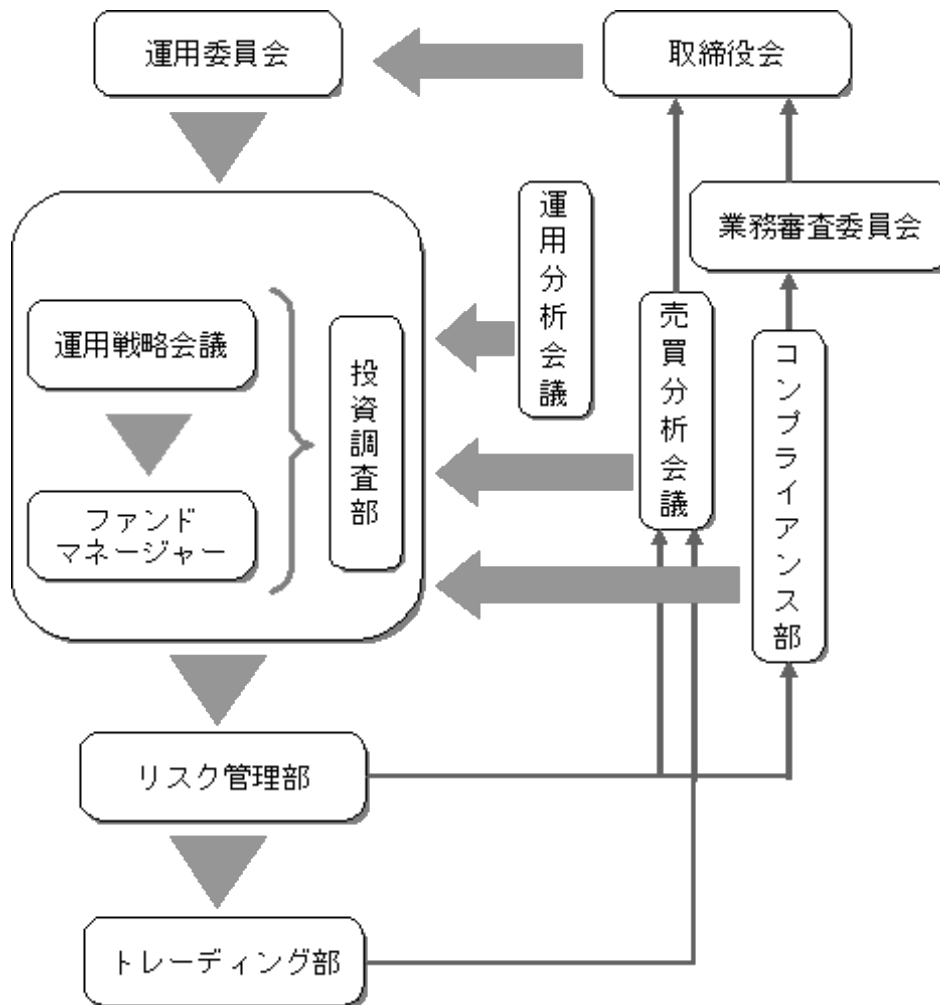 運用委員会
取締役会
運用分析会議
業務審査委員会
運用戦略会議
投資調査部
売買分析会議
コンプライアンス部
ファンド
マネージャー
リスク管理部
トレーディング部